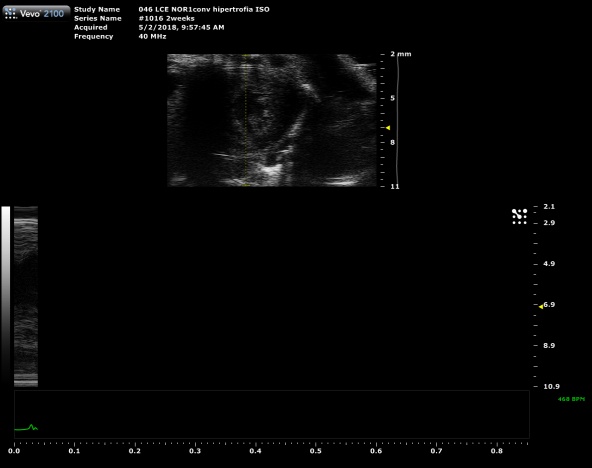 Vevo 2100
Study Name 046 LCE NOR1conv hipertrofia ISO
Series Name #1016 2weeks
Acquired 5/2/2018, 9:57:45 AM
Frequency 40 MHz
2 mm
5
8
11
2.1
2.9
4.9
6.9
8.9
10.9
460 BPM
0.0 0.1 0.2 0.3 0.4 0.5 0.6 0.7 0.8